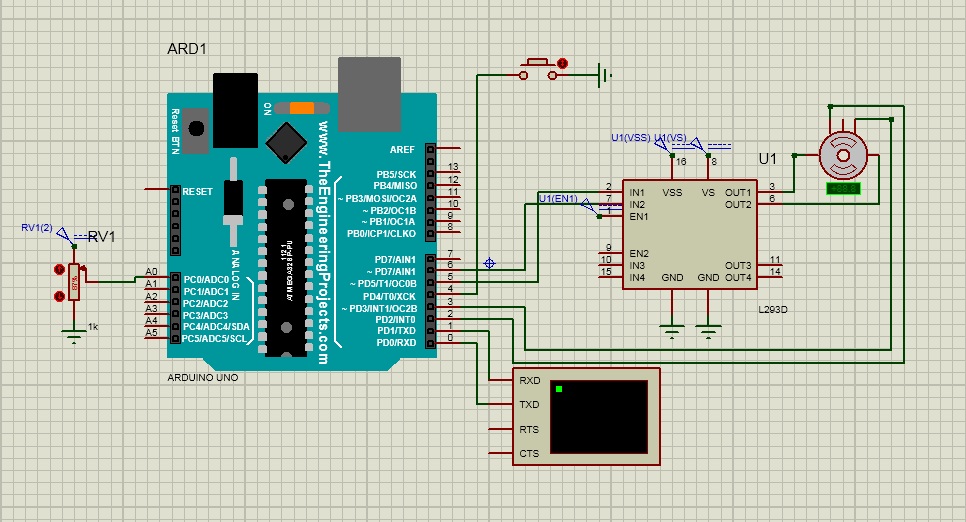 ARD1
Reset BTN
ON
www.TheEngineeringProjects.com
AREF
PB5/SCK 13
PB4/MISO 12
~ PB3/MOSI/OC2A 11
~ PB2/OC1B 10
~ PB1/OC1A 9
PB0/ICP1/CLKO 8
RESET
ANALOG IN
1121
ATMEGA328P-PU
PD7/AIN1 7
~ PD7/AIN1 6
~ PD5/T1/OC0B 5
PD4/T0/XCK 4
~ PD3/INT1/OC2B 3
PD2/INT0 2
PD1/TXD 1
PD0/RXD 0
A0 PC0/ADC0
A1 PC1/ADC1
A2 PC2/ADC2
A3 PC3/ADC3
A4 PC4/ADC4/SDA
A5 PC5/ADC5/SCL
ARDUINO UNO
RV1(2)
RV1
1k
U1(VSS) U1(VS)
16 8
U1
U1(EN1)
2 IN1 VSS VS OUT1 3
7 IN2 OUT2 6
1 EN1
9 EN2
10 IN3 OUT3 11
15 IN4 GND GND OUT4 14
L293D
RXD
TXD
RTS
CTS